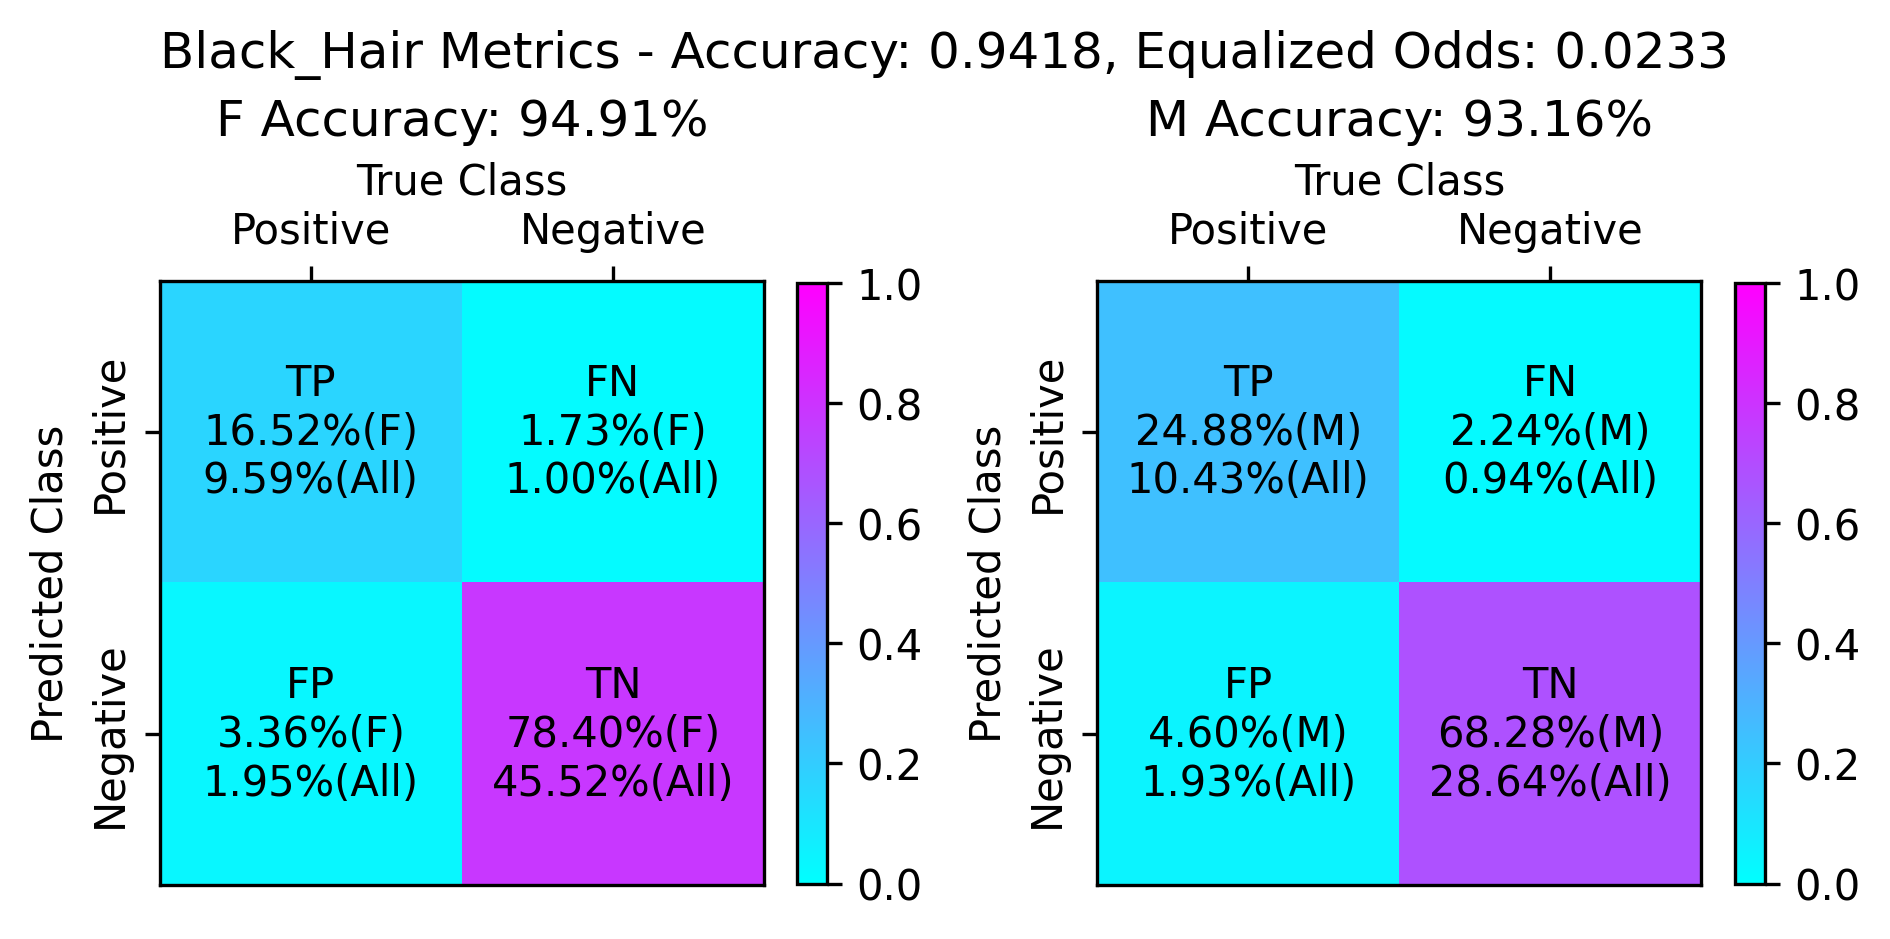 Black_Hair Metrics - Accuracy: 0.9418, Equalized Odds: 0.0233
F Accuracy: 94.91%
True Class
Positive Negative
Predicted Class
Positive
Negative
TP
16.52%(F)
9.59%(All)
FN
1.73%(F)
1.00%(All)
FP
3.36%(F)
1.95%(All)
TN
78.40%(F)
45.52%(All)
1.0
0.8
0.6
0.4
0.2
0.0
M Accuracy: 93.16%
True Class
Positive Negative
Predicted Class
Positive
Negative
TP
24.88%(M)
10.43%(All)
FN
2.24%(M)
0.94%(All)
FP
4.60%(M)
1.93%(All)
TN
68.28%(M)
28.64%(All)
1.0
0.8
0.6
0.4
0.2
0.0